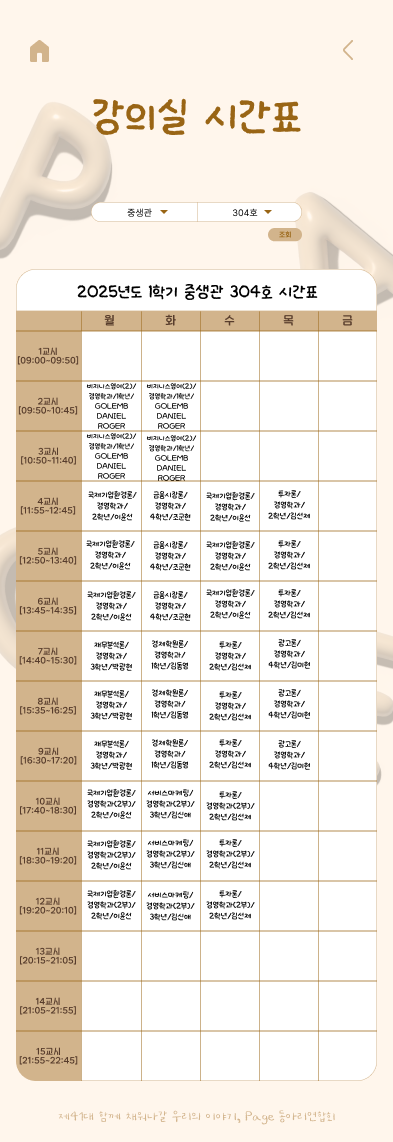 강의실 시간표
중생관 304호
조회
2025년도 1학기 중생관 304호 시간표
월 화 수 목 금
1교시
[09:00~09:50]
2교시
[09:50~10:45]
비지니스영어(2)/
경영학과/1학년/
GOLEMB
DANIEL
ROGER
비지니스영어(2)/
경영학과/1학년/
GOLEMB
DANIEL
ROGER
3교시
[10:50~11:40]
비지니스영어(2)/
경영학과/1학년/
GOLEMB
DANIEL
ROGER
비지니스영어(2)/
경영학과/1학년/
GOLEMB
DANIEL
ROGER
4교시
[11:55~12:45]
국제기업환경론/
경영학과/
2학년/이윤선
금융시장론/
경영학과/
4학년/조군현
국제기업환경론/
경영학과/
2학년/이윤선
투자론/
경영학과/
2학년/김선제
5교시
[12:50~13:40]
국제기업환경론/
경영학과/
2학년/이윤선
금융시장론/
경영학과/
4학년/조군현
국제기업환경론/
경영학과/
2학년/이윤선
투자론/
경영학과/
2학년/김선제
6교시
[13:45~14:35]
국제기업환경론/
경영학과/
2학년/이윤선
금융시장론/
경영학과/
4학년/조군현
국제기업환경론/
경영학과/
2학년/이윤선
투자론/
경영학과/
2학년/김선제
7교시
[14:40~15:30]
재무분석론/
경영학과/
3학년/박광현
경제학원론/
경영학과/
1학년/김동영
투자론/
경영학과/
2학년/김선제
광고론/
경영학과/
4학년/김미현
8교시
[15:35~16:25]
재무분석론/
경영학과/
3학년/박광현
경제학원론/
경영학과/
1학년/김동영
투자론/
경영학과/
2학년/김선제
광고론/
경영학과/
4학년/김미현
9교시
[16:30~17:20]
재무분석론/
경영학과/
3학년/박광현
경제학원론/
경영학과/
1학년/김동영
투자론/
경영학과/
2학년/김선제
광고론/
경영학과/
4학년/김미현
10교시
[17:40~18:30]
국제기업환경론/
경영학과(2부)/
2학년/이윤선
서비스마케팅/
경영학과(2부)/
3학년/김신애
투자론/
경영학과(2부)/
2학년/김선제
11교시
[18:30~19:20]
국제기업환경론/
경영학과(2부)/
2학년/이윤선
서비스마케팅/
경영학과(2부)/
3학년/김신애
투자론/
경영학과(2부)/
2학년/김선제
12교시
[19:20~20:10]
국제기업환경론/
경영학과(2부)/
2학년/이윤선
서비스마케팅/
경영학과(2부)/
3학년/김신애
투자론/
경영학과(2부)/
2학년/김선제
13교시
[20:15~21:05]
14교시
[21:05~21:55]
15교시
[21:55~22:45]
제41대 함께 채워나갈 우리의 이야기, Page 동아리연합회